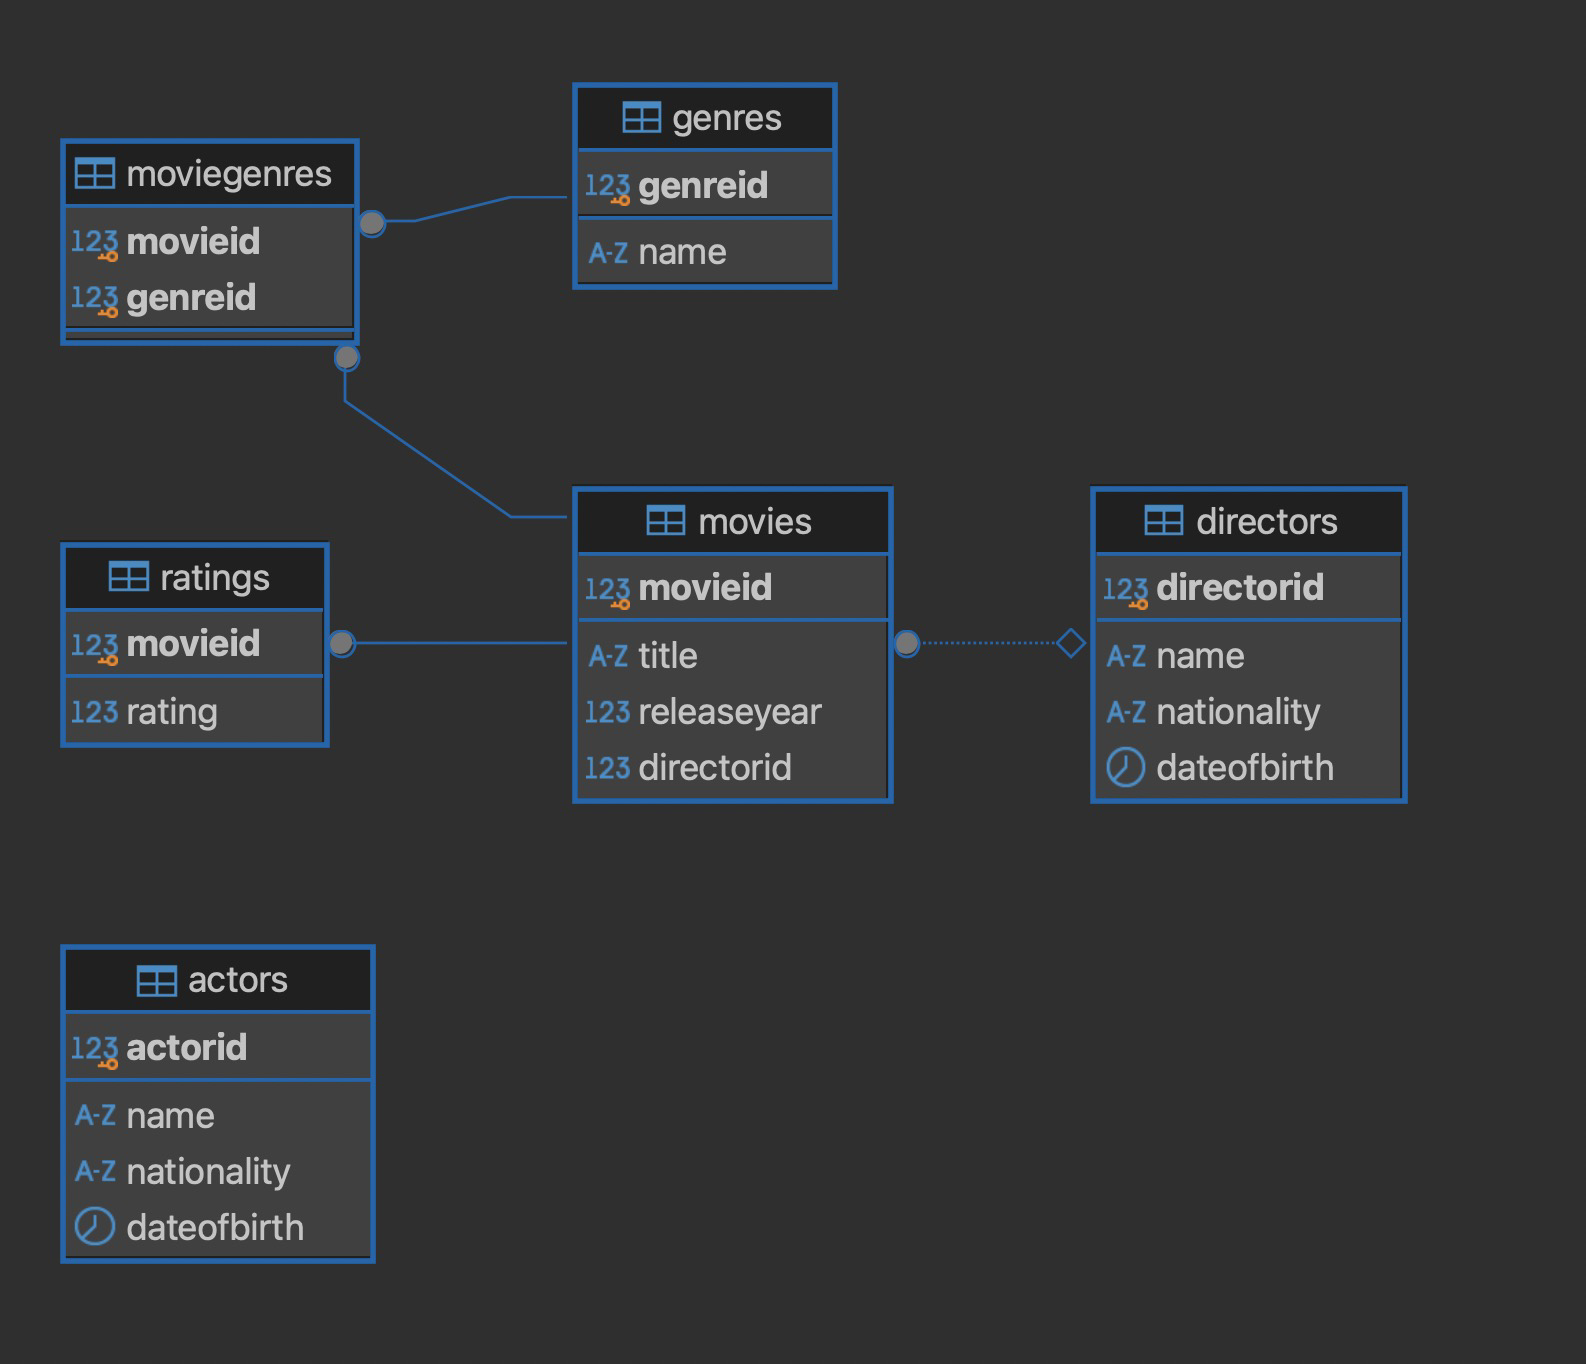 genres
123 genreid
A-Z name
moviegenres
123 movieid
123 genreid
movies
123 movieid
A-Z title
123 releaseyear
123 directorid
directors
123 directorid
A-Z name
A-Z nationality
dateofbirth
ratings
123 movieid
123 rating
actors
123 actorid
A-Z name
A-Z nationality
dateofbirth